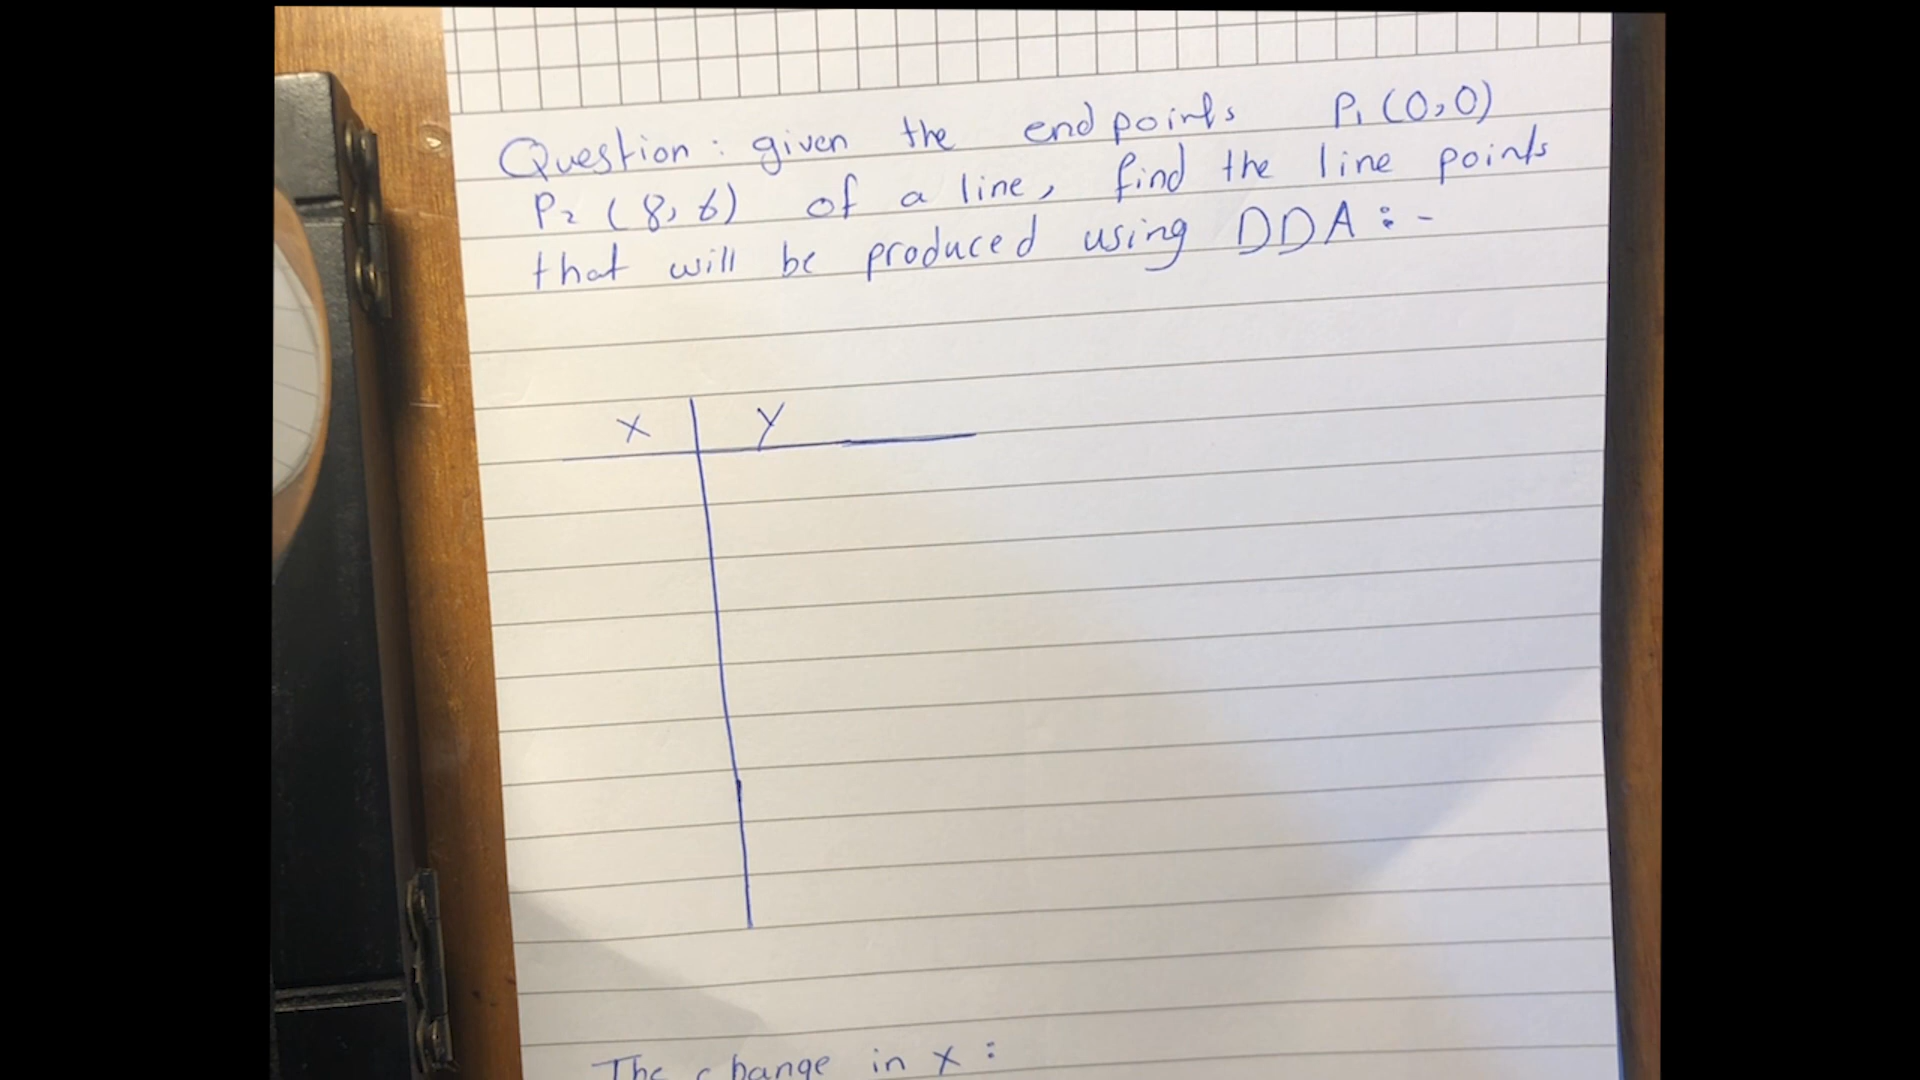 Question: given the end points P1 (0,0)
P2 (8,6) of a line, find the line points
that will be produced using DDA:-
X Y
The change in X: